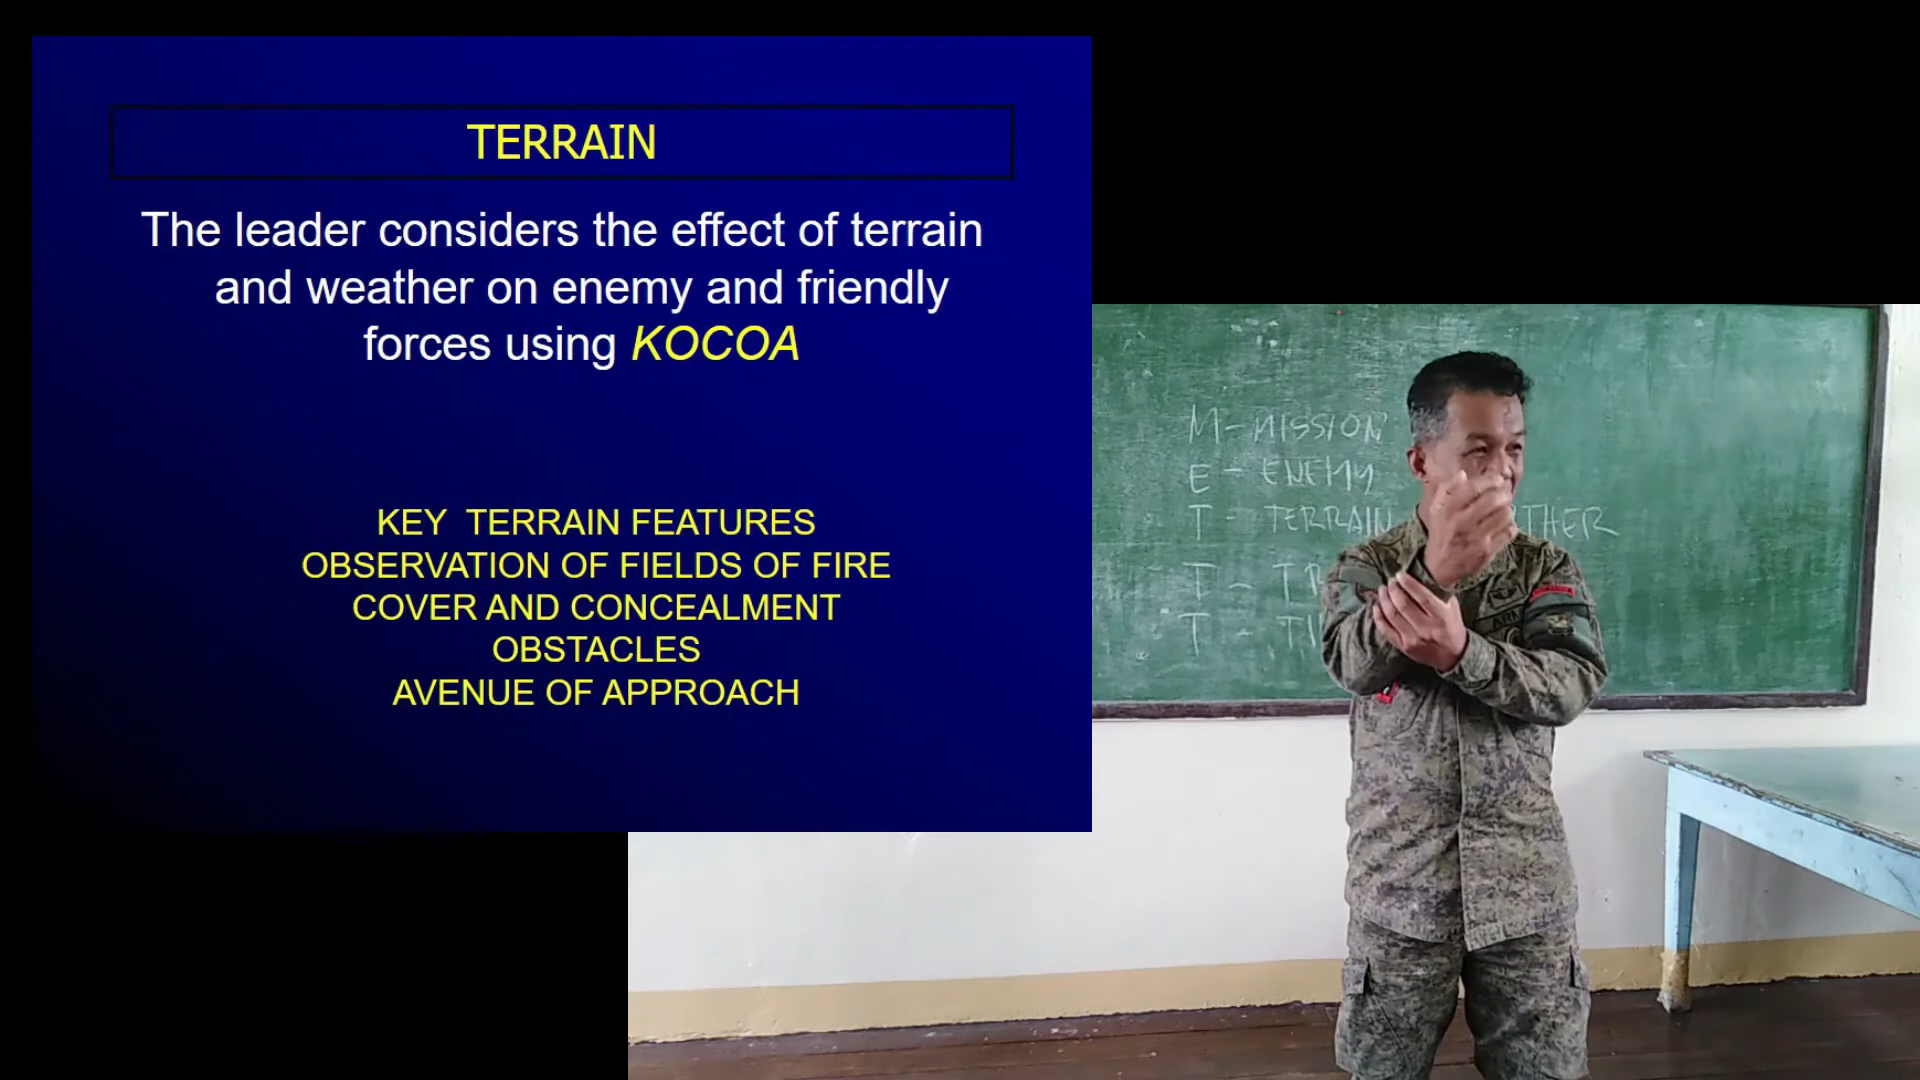 TERRAIN
The leader considers the effect of terrain
and weather on enemy and friendly
forces using KOCOA
KEY TERRAIN FEATURES
OBSERVATION OF FIELDS OF FIRE
COVER AND CONCEALMENT
OBSTACLES
AVENUE OF APPROACH
M - MISSION
E - ENEMY
T - TERRAIN
T -
T -